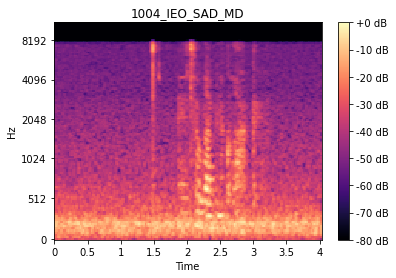 1004_IEO_SAD_MD
+0 dB
8192
-10 dB
4096
-20 dB
-30 dB
2048
Hz
-40 dB
1024
-50 dB
512
-60 dB
-70 dB
0
-80 dB
0 0.5 1 1.5 2 2.5 3 3.5 4
Time